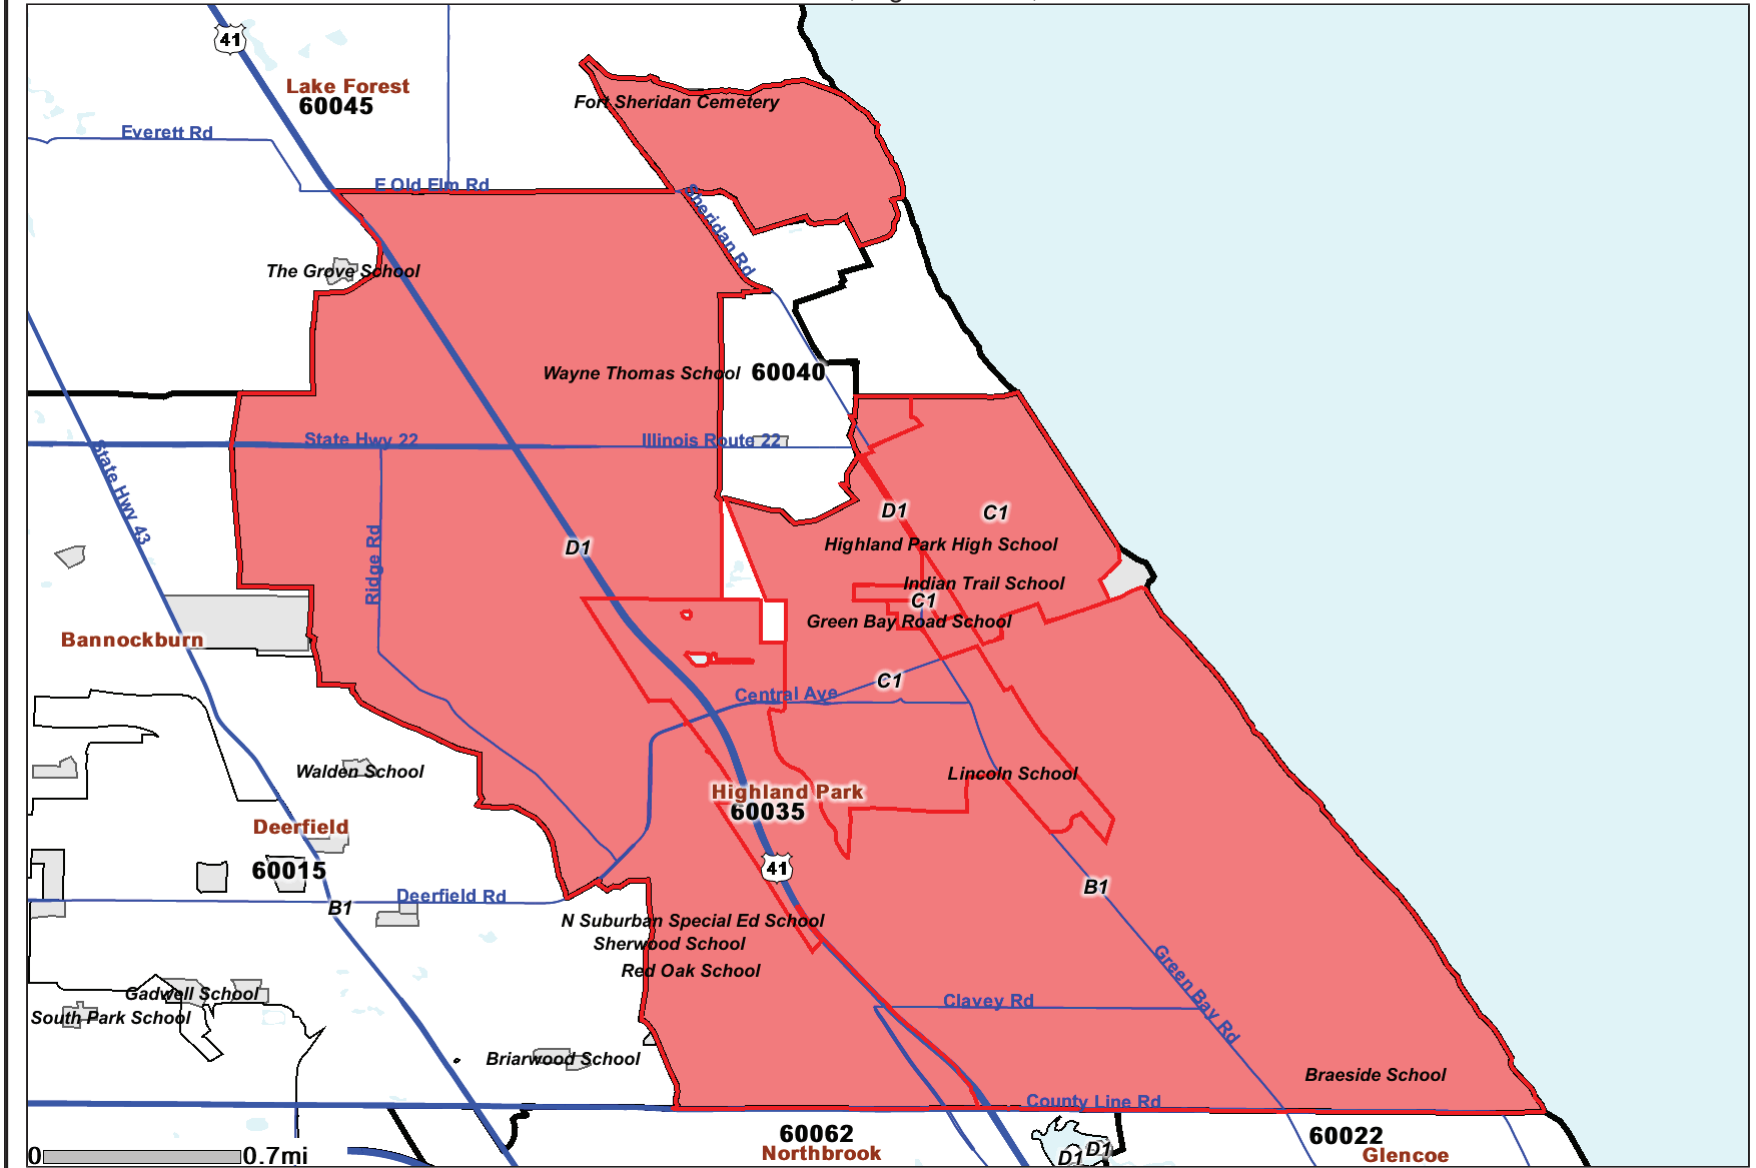 41
Lake Forest
60045
Fort Sheridan Cemetery
Everett Rd
E Old Elm Rd
Sheridan Rd
The Grove School
Wayne Thomas School
60040
State Hwy 22
Illinois Route 22
State Hwy 43
Ridge Rd
D1
D1
C1
Highland Park High School
Indian Trail School
C1
Green Bay Road School
Bannockburn
C1
Central Ave
Walden School
Lincoln School
Highland Park
60035
Deerfield
60015
41
Deerfield Rd
B1
B1
N Suburban Special Ed School
Sherwood School
Red Oak School
Green Bay Rd
Gadwell School
South Park School
Clavey Rd
Briarwood School
Braeside School
County Line Rd
60062
Northbrook
D1
D1
60022
Glencoe
0
0.7mi